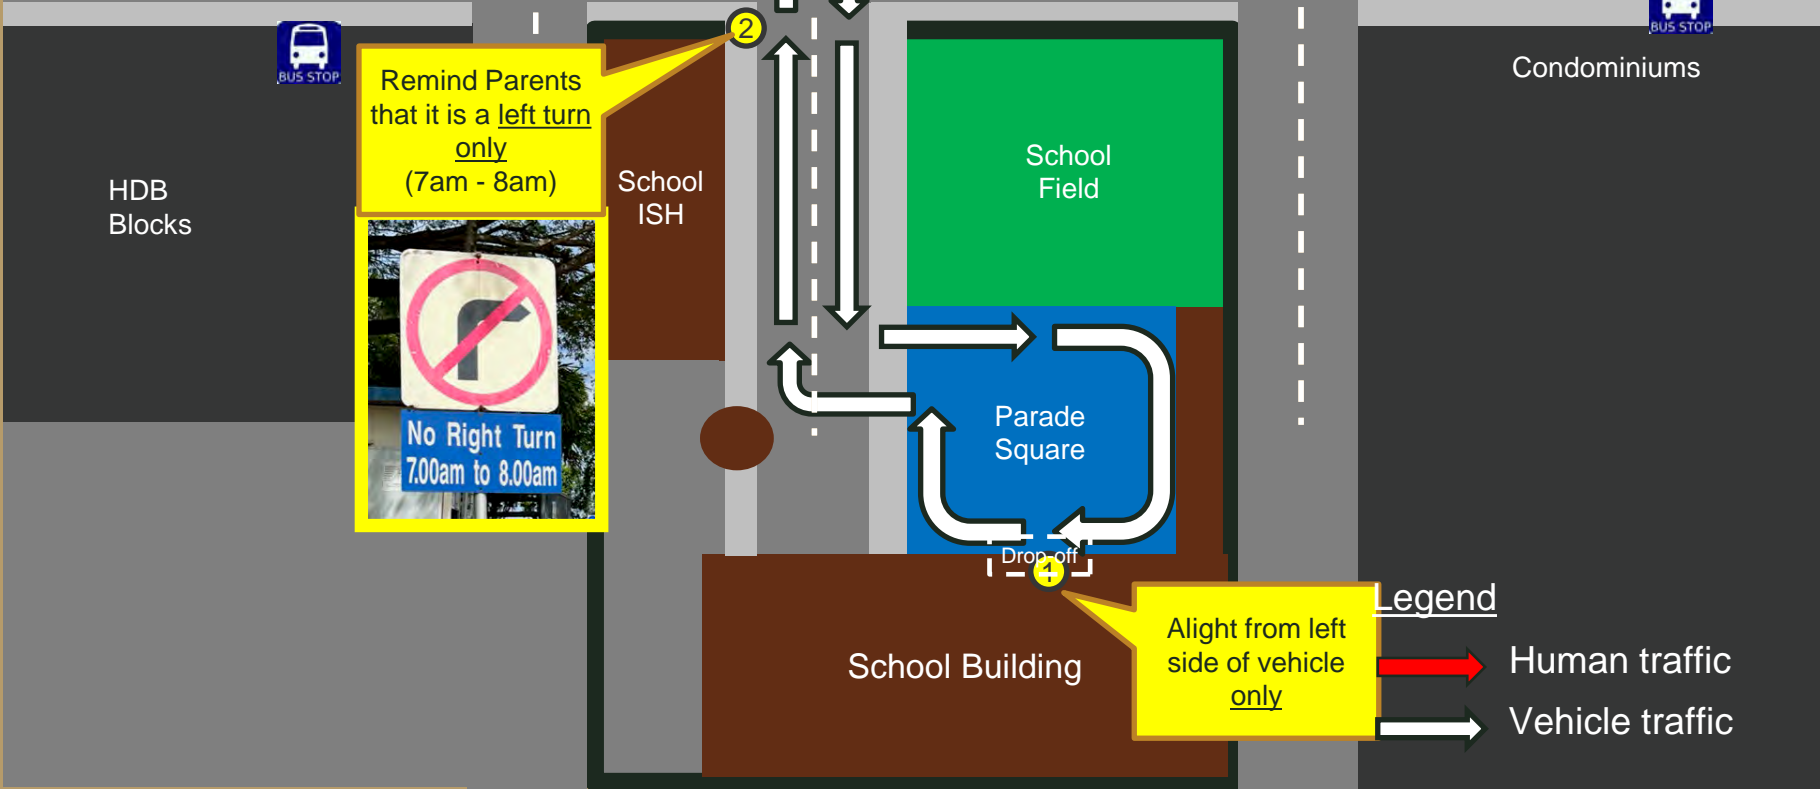 2
BUS STOP
BUS STOP
Remind Parents
that it is a left turn
only
(7am - 8am)
Condominiums
HDB
Blocks
School
ISH
School
Field
No Right Turn
7.00am to 8.00am
Parade
Square
Drop-off
1
Alight from left
side of vehicle
only
School Building
Legend
Human traffic
Vehicle traffic